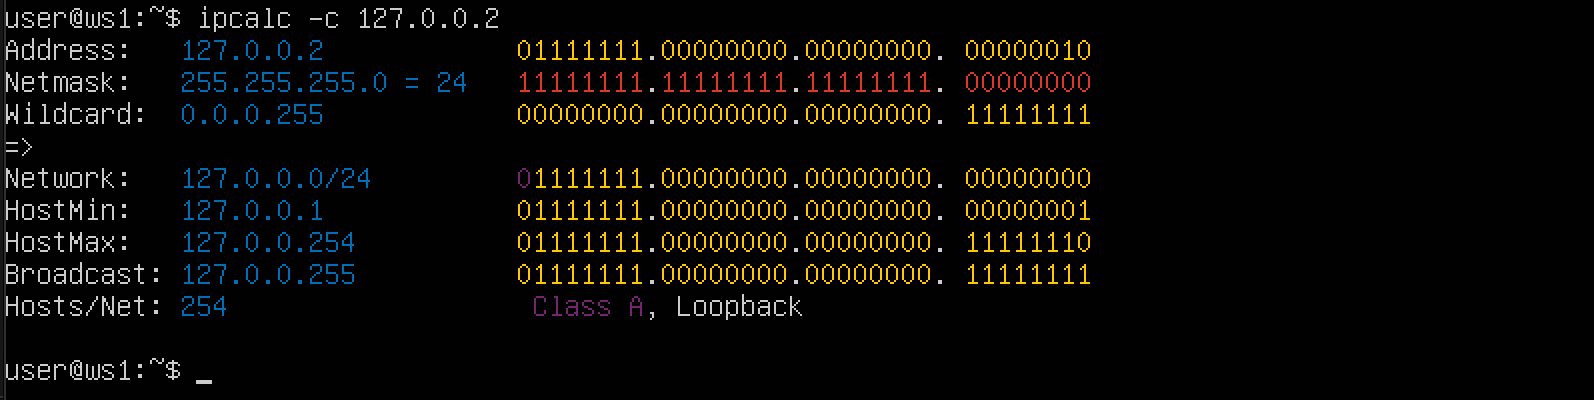 user@ws1:~$ ipcalc -c 127.0.0.2
Address:   127.0.0.2            01111111.00000000.00000000. 00000010
Netmask:   255.255.255.0 = 24   11111111.11111111.11111111. 00000000
Wildcard:  0.0.0.255            00000000.00000000.00000000. 11111111
=>
Network:   127.0.0.0/24         01111111.00000000.00000000. 00000000
HostMin:   127.0.0.1            01111111.00000000.00000000. 00000001
HostMax:   127.0.0.254          01111111.00000000.00000000. 11111110
Broadcast: 127.0.0.255          01111111.00000000.00000000. 11111111
Hosts/Net: 254                   Class A, Loopback
user@ws1:~$ _